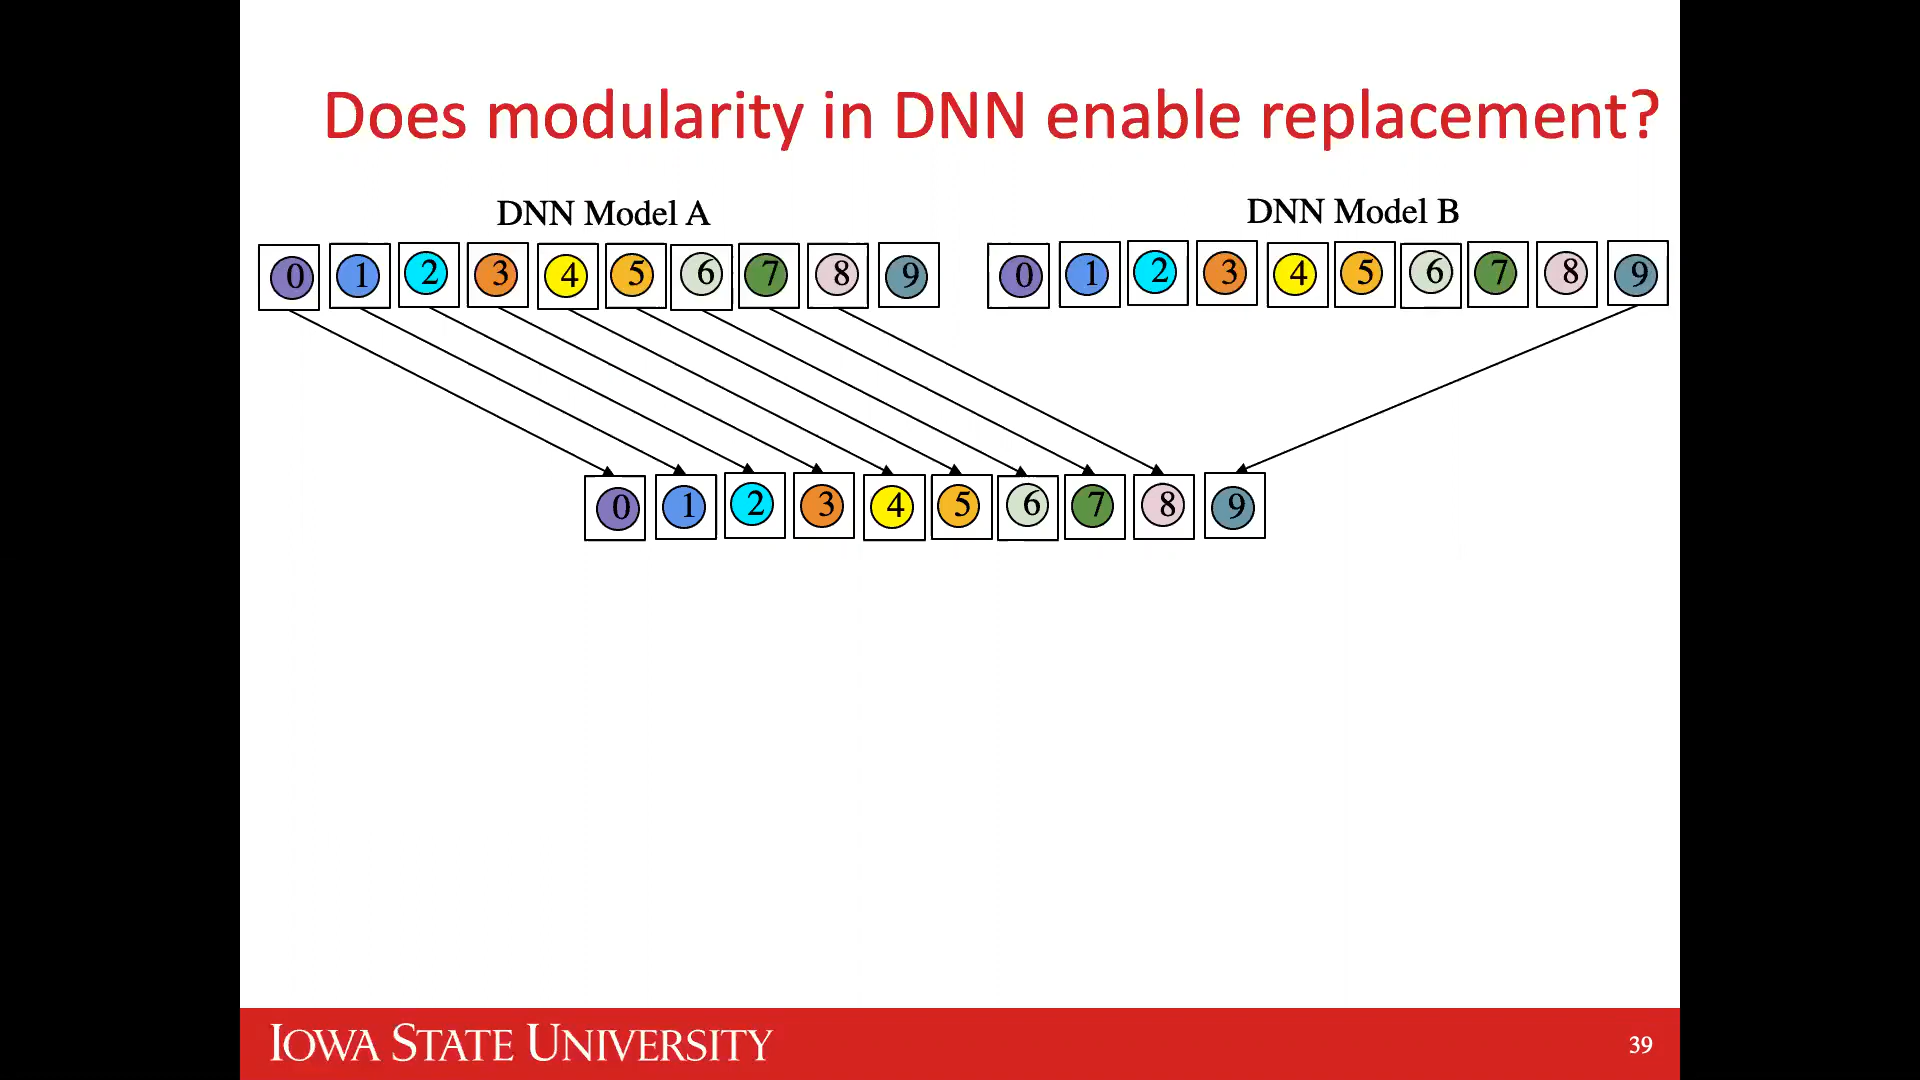 Does modularity in DNN enable replacement?
DNN Model A
DNN Model B
0 1 2 3 4 5 6 7 8 9
0 1 2 3 4 5 6 7 8 9
0 1 2 3 4 5 6 7 8 9
IOWA STATE UNIVERSITY
39